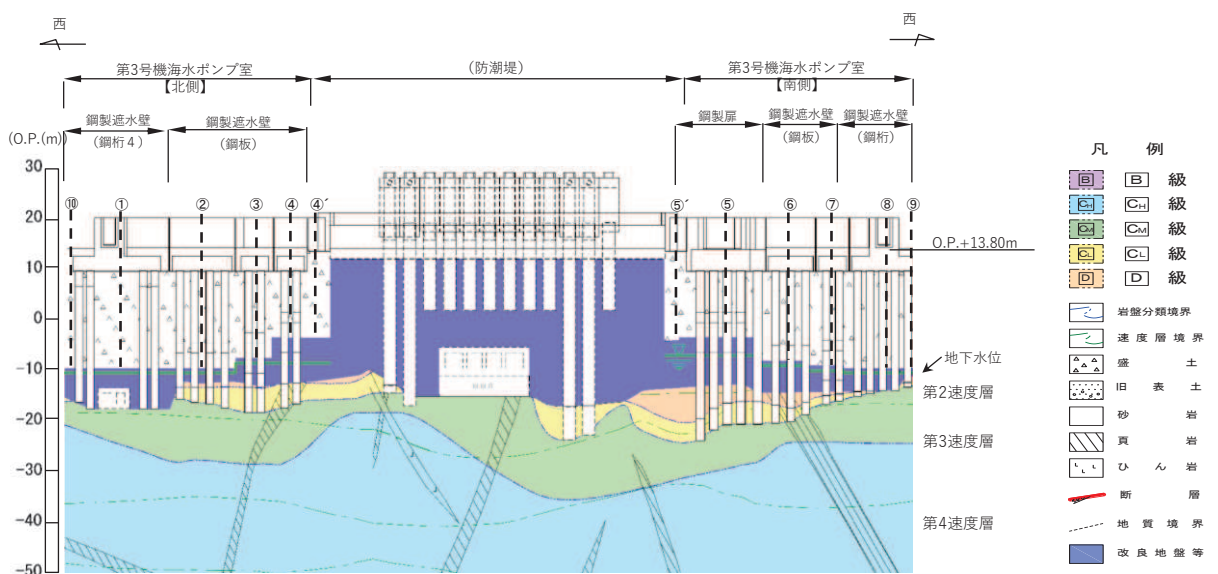 西
西
第3号機海水ポンプ室
【北側】
(防潮堤)
第3号機海水ポンプ室
【南側】
鋼製遮水壁
(鋼桁4)
鋼製遮水壁
(鋼板)
鋼製扉
鋼製遮水壁
(鋼板)
鋼製遮水壁
(鋼桁)
(O.P.(m))
30
20
10
0
-10
-20
-30
-40
-50
⑩
①
②
③
④
④´
⑤´
⑤
⑥
⑦
⑧
⑨
O.P.+13.80m
地下水位
第2速度層
第3速度層
第4速度層
凡 例
B B 級
CH CH 級
CM CM 級
CL CL 級
D D 級
岩盤分類境界
速度層境界
盛 土
旧 表 土
砂 岩
頁 岩
ひ ん 岩
断 層
地 質 境 界
改 良 地 盤 等